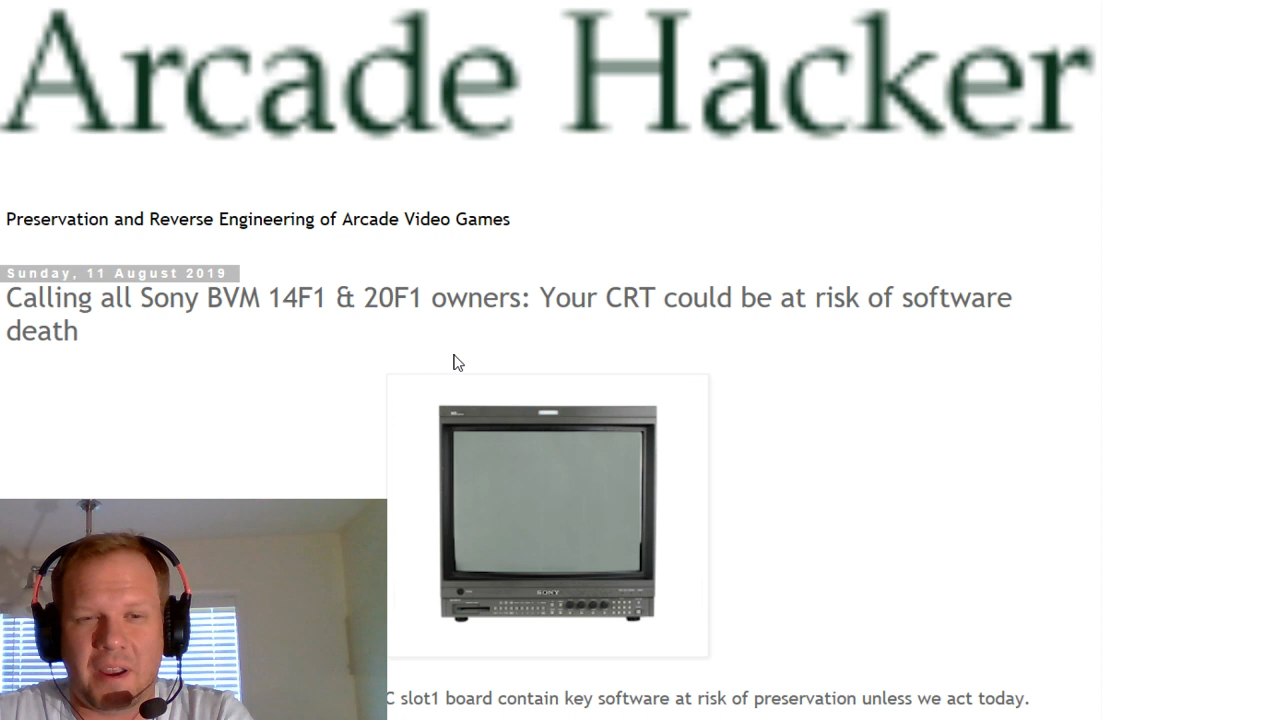 Arcade Hacker
Preservation and Reverse Engineering of Arcade Video Games
Sunday, 11 August 2019
Calling all Sony BVM 14F1 & 20F1 owners: Your CRT could be at risk of software
death
SONY
C slot1 board contain key software at risk of preservation unless we act today.